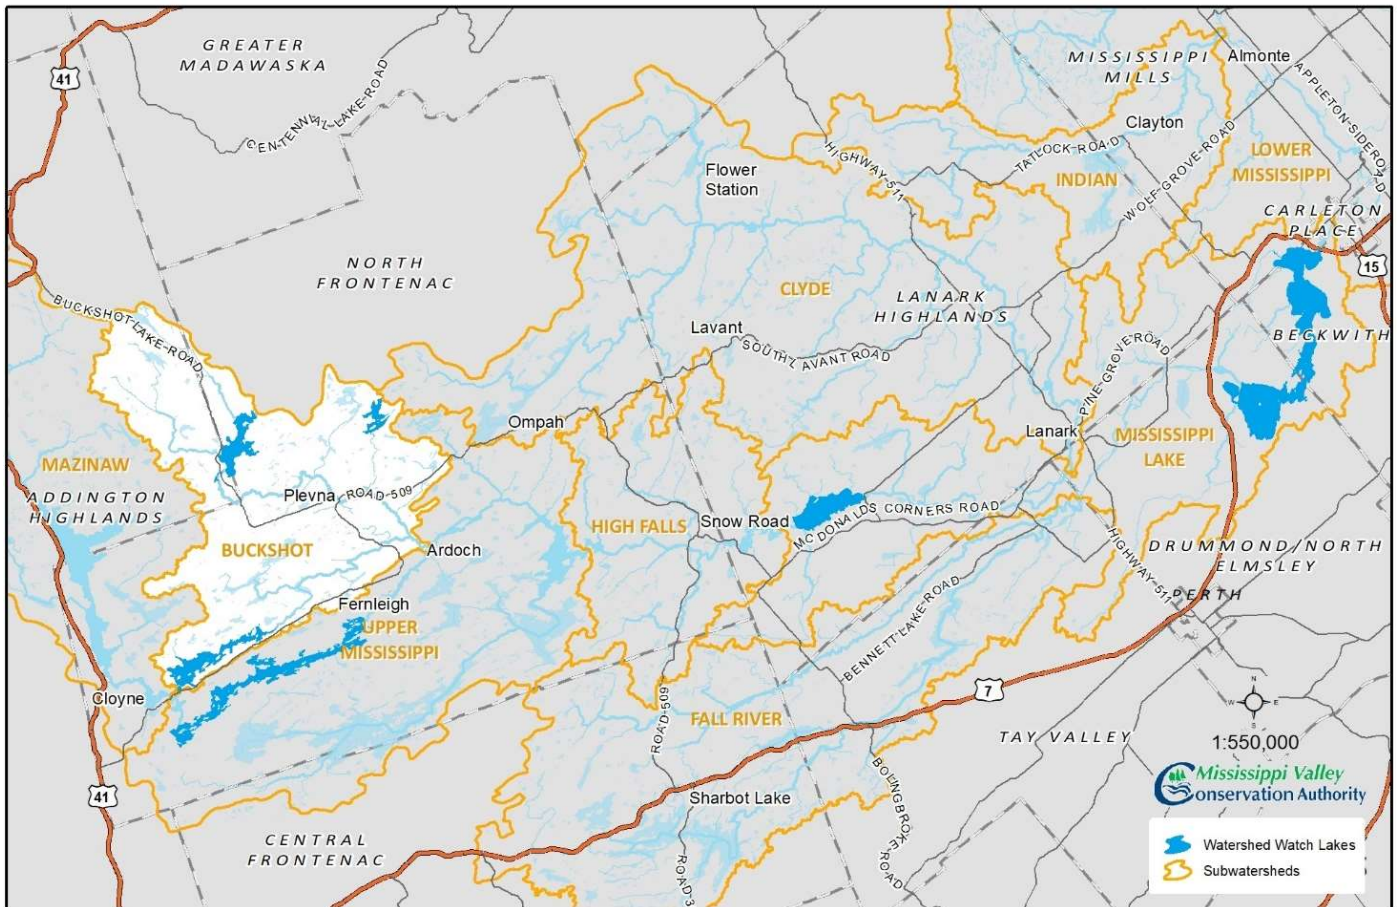 GREATER
MADAWASKA
41
CENTENNIAL LAKE ROAD
MISSISSIPPI
MILLS
Almonte
APPLETON SIDEROAD
Clayton
HIGHWAY 511
TATLOCK ROAD
WOLF GROVE ROAD
LOWER
MISSISSIPPI
Flower
Station
INDIAN
CARLETON
PLACE
15
NORTH
FRONTENAC
CLYDE
LANARK
HIGHLANDS
BUCKSHOT LAKE ROAD
Lavant
SOUTH LAVANT ROAD
BECKWITH
PINE GROVE ROAD
Ompah
Lanark
MISSISSIPPI
LAKE
MAZINAW
ADDINGTON
HIGHLANDS
Plevna
ROAD 509
HIGH FALLS
Snow Road
MCDONALDS CORNERS ROAD
BUCKSHOT
Ardoch
HIGHWAY 511
DRUMMOND/NORTH
ELMSLEY
PERTH
Fernleigh
UPPER
MISSISSIPPI
BENNETT LAKE ROAD
Cloyne
7
FALL RIVER
ROAD 509
TAY VALLEY
N
W
E
S
1:550,000
Mississippi Valley
Conservation Authority
41
Sharbot Lake
BOLINGBROKE ROAD
CENTRAL
FRONTENAC
ROAD 3
Watershed Watch Lakes
Subwatersheds